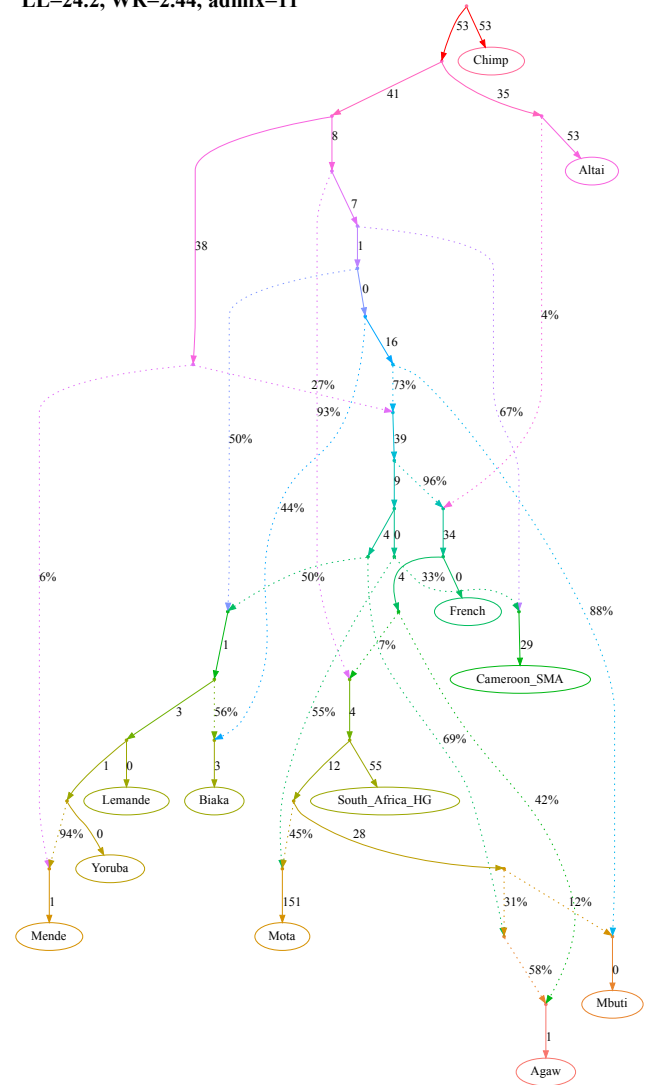 LL=24.2, WR=2.44, admix=11
53 53
Chimp
41 35
8 53
Altai
7
38 1
0
16 4%
27% 73%
93% 67%
50% 39
9 96%
44%
4 0 34
6% 50% 4 33% 0 88%
French
1 7% 29
Cameroon_SMA
3 56% 55% 4 69%
1 0 3 12 55 42%
Lemande Biaka South_Africa_HG
94% 0 45% 28
Yoruba
1 151 31% 12%
Mende Mota
58% 0
Mbuti
1
Agaw